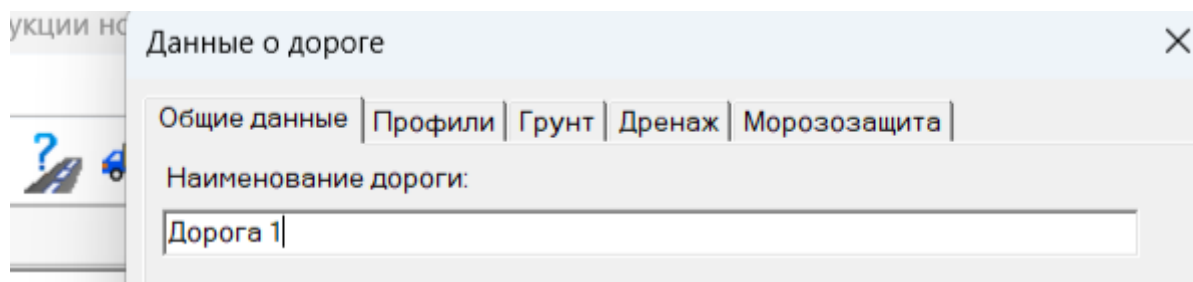 Данные о дороге
Общие данные Профили Грунт Дренаж Морозозащита
Наименование дороги:
Дорога 1